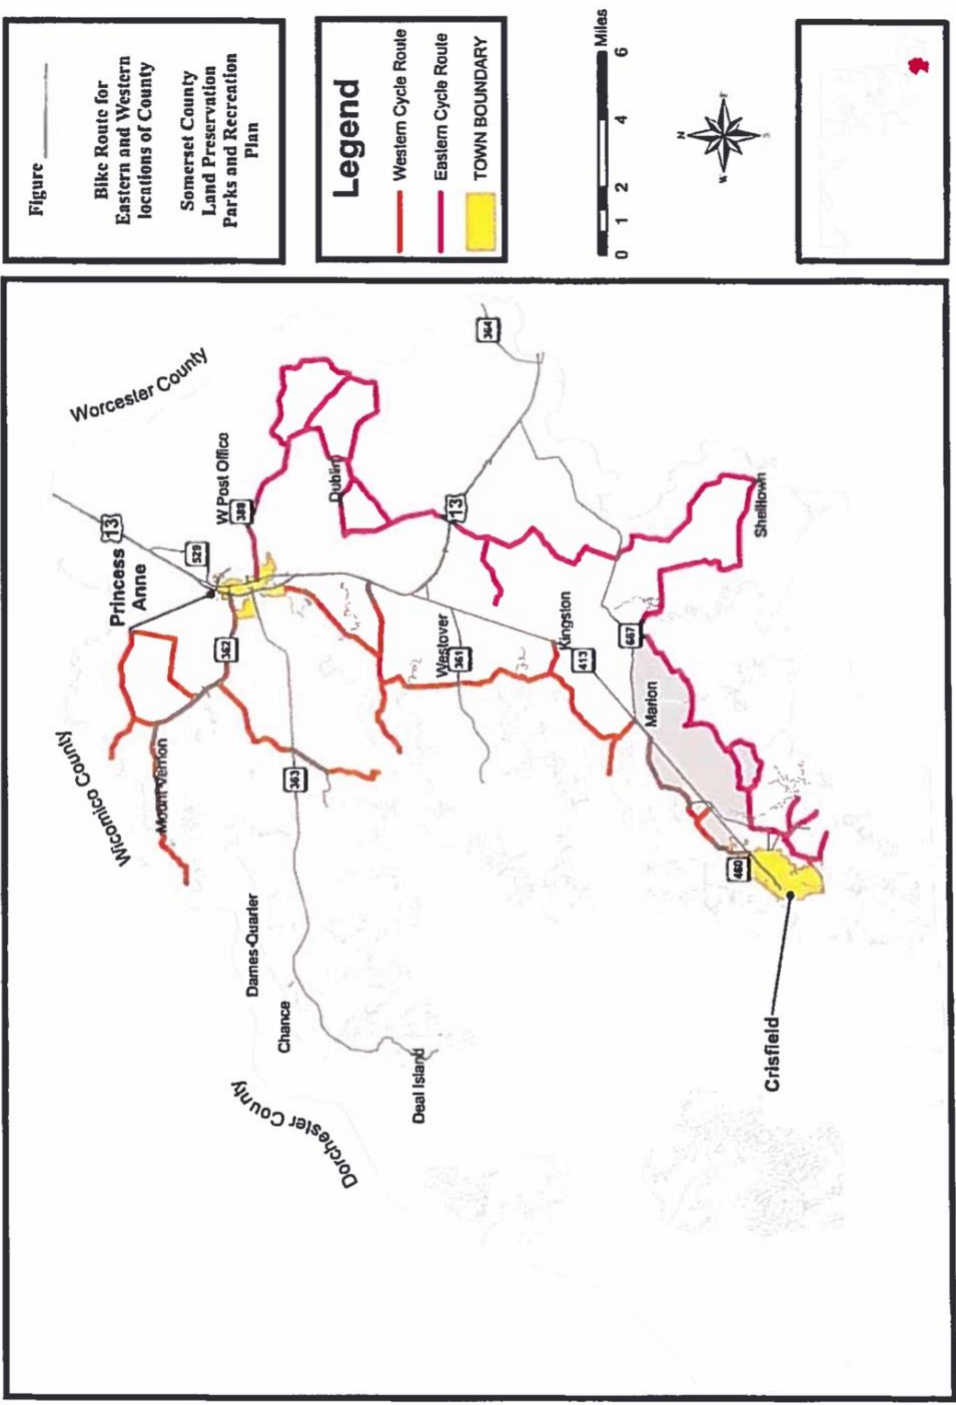 Figure
Bike Route for
Eastern and Western
locations of County
Somerset County
Land Preservation
Parks and Recreation
Plan
Legend
Western Cycle Route
Eastern Cycle Route
TOWN BOUNDARY
0 1 2 4 6 Miles
N
E
S
W
Worcester County
Wicomico County
Dorchester County
13
Princess
Anne
529
W Post Office
388
362
Mount Vernon
363
Dames-Quarter
Chance
Deal Island
Dublin
364
13
Westover
361
Kingston
413
667
Marion
Shelltown
460
Crisfield